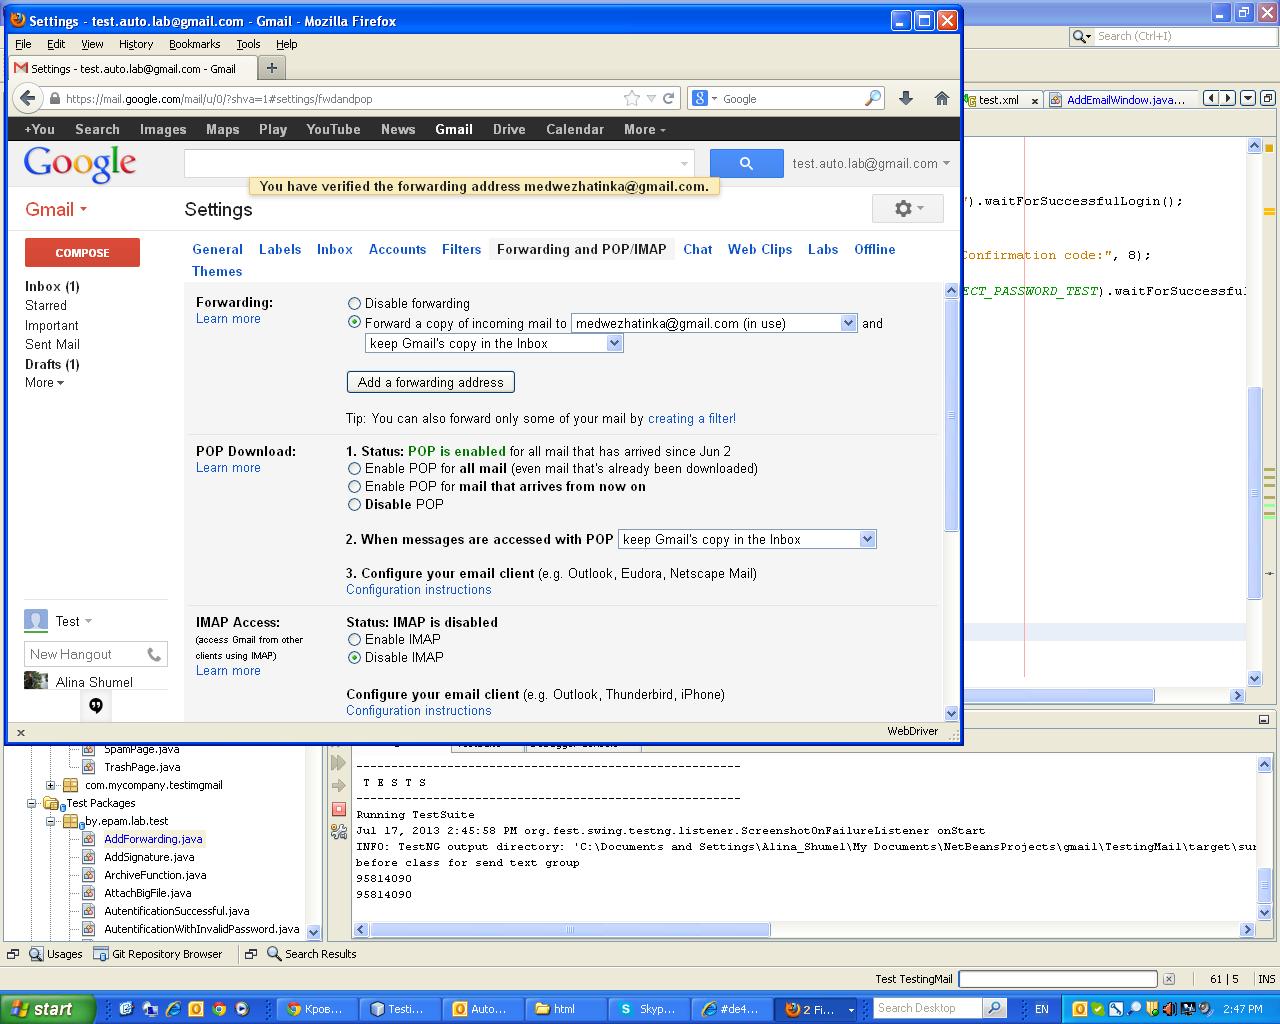 Settings - test.auto.lab@gmail.com - Gmail - Mozilla Firefox
File Edit View History Bookmarks Tools Help
Settings - test.auto.lab@gmail.com - Gmail
https://mail.google.com/mail/u/0/?shva=1#settings/fwdandpop
Google
+You Search Images Maps Play YouTube News Gmail Drive Calendar More
Google
test.auto.lab@gmail.com
You have verified the forwarding address medwezhatinka@gmail.com.
Gmail
Settings
COMPOSE
Inbox (1)
Starred
Important
Sent Mail
Drafts (1)
More
General Labels Inbox Accounts Filters Forwarding and POP/IMAP Chat Web Clips Labs Offline
Themes
Forwarding:
Learn more
Disable forwarding
Forward a copy of incoming mail to medwezhatinka@gmail.com (in use) and
keep Gmail's copy in the Inbox
Add a forwarding address
Tip: You can also forward only some of your mail by creating a filter!
POP Download:
Learn more
1. Status: POP is enabled for all mail that has arrived since Jun 2
Enable POP for all mail (even mail that's already been downloaded)
Enable POP for mail that arrives from now on
Disable POP
2. When messages are accessed with POP keep Gmail's copy in the Inbox
3. Configure your email client (e.g. Outlook, Eudora, Netscape Mail)
Configuration instructions
IMAP Access:
(access Gmail from other
clients using IMAP)
Learn more
Status: IMAP is disabled
Enable IMAP
Disable IMAP
Configure your email client (e.g. Outlook, Thunderbird, iPhone)
Configuration instructions
Test
New Hangout
Alina Shumel
WebDriver
Search (Ctrl+I)
test.xml
AddEmailWindow.java...
").waitForSuccessfulLogin();
Confirmation code:", 8);
ECT_PASSWORD_TEST).waitForSuccessful
SpamPage.java
TrashPage.java
com.mycompany.testimgmail
Test Packages
by.epam.lab.test
AddForwarding.java
AddSignature.java
ArchiveFunction.java
AttachBigFile.java
AutentificationSuccessful.java
AutentificationWithInvalidPassword.java
-------------------------------------------------------
T E S T S
-------------------------------------------------------
Running TestSuite
Jul 17, 2013 2:45:58 PM org.fest.swing.testng.listener.ScreenshotOnFailureListener onStart
INFO: TestNG output directory: 'C:\Documents and Settings\Alina_Shumel\My Documents\NetBeansProjects\gmail\TestingMail\target\sur
before class for send text group
95814090
95814090
Usages Git Repository Browser Search Results
Test TestingMail
61 | 5 INS
start
Кров...
Testi...
Auto...
html
Skyp...
#de4...
2 Fi...
Search Desktop
EN
2:47 PM